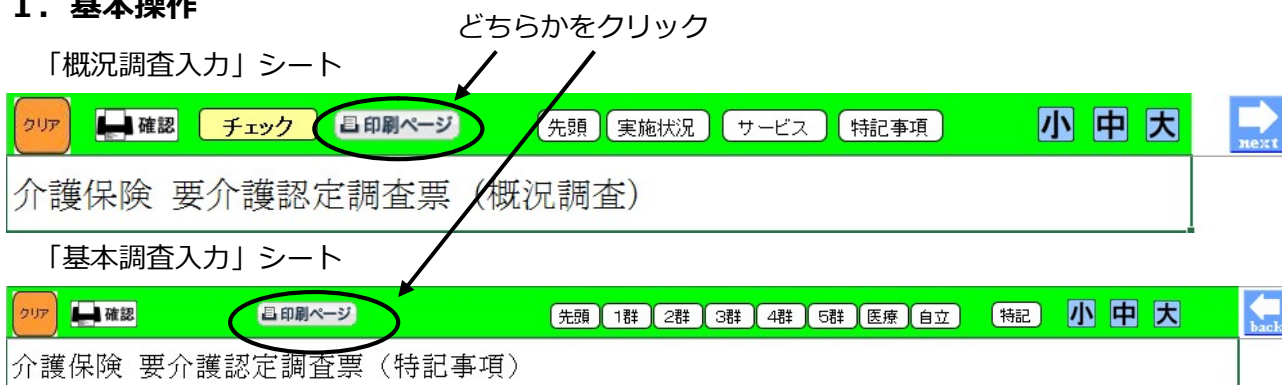 1. 基本操作
どちらかをクリック
「概況調査入力」シート
クリア 確認 チェック 印刷ページ 先頭 実施状況 サービス 特記事項 小 中 大 next
介護保険 要介護認定調査票（概況調査）
「基本調査入力」シート
クリア 確認 印刷ページ 先頭 1群 2群 3群 4群 5群 医療 自立 特記 小 中 大 back
介護保険 要介護認定調査票（特記事項）